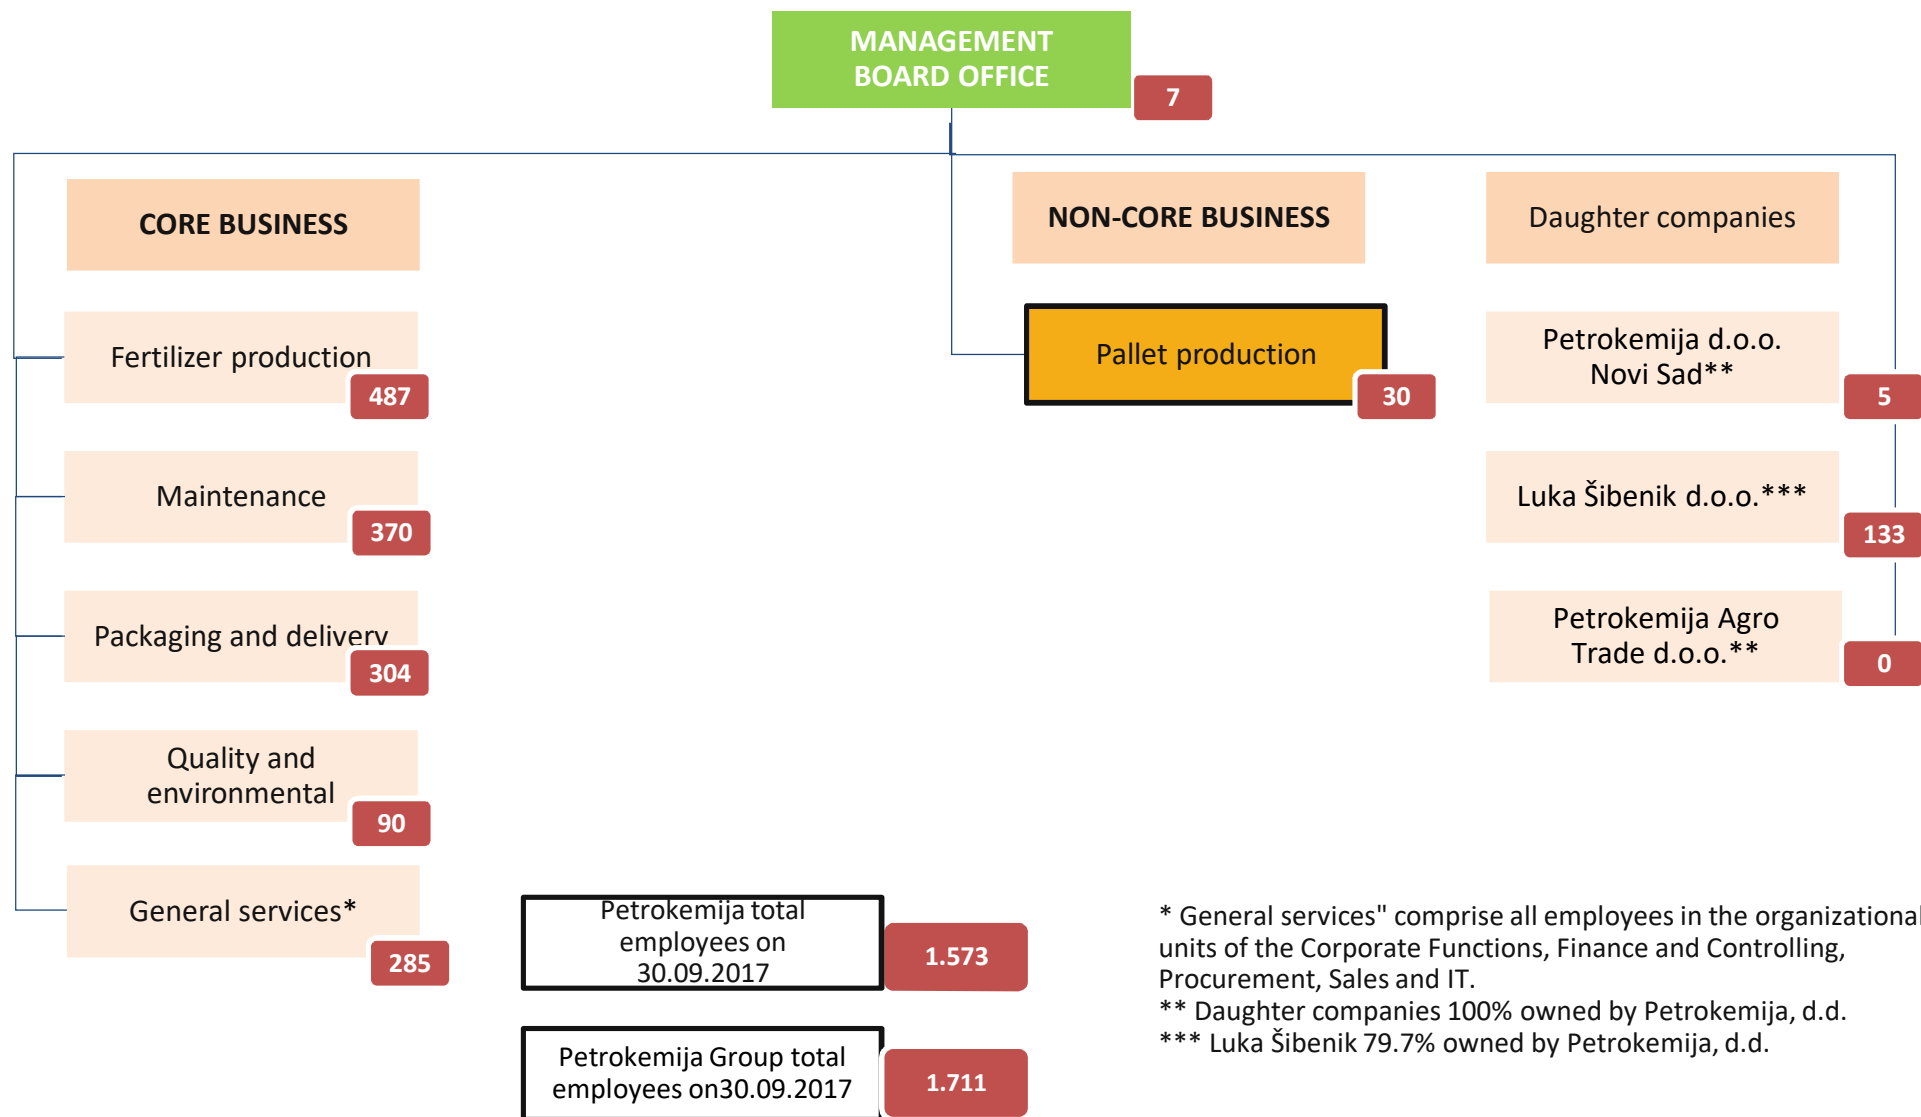 MANAGEMENT
BOARD OFFICE
7
CORE BUSINESS
NON-CORE BUSINESS
Daughter companies
Fertilizer production
487
Pallet production
30
Petrokemija d.o.o.
Novi Sad**
5
Maintenance
370
Luka Šibenik d.o.o.***
133
Packaging and delivery
304
Petrokemija Agro
Trade d.o.o.**
0
Quality and
environmental
90
General services*
285
Petrokemija total
employees on
30.09.2017
1.573
Petrokemija Group total
employees on30.09.2017
1.711
* General services" comprise all employees in the organizational
units of the Corporate Functions, Finance and Controlling,
Procurement, Sales and IT.
** Daughter companies 100% owned by Petrokemija, d.d.
*** Luka Šibenik 79.7% owned by Petrokemija, d.d.